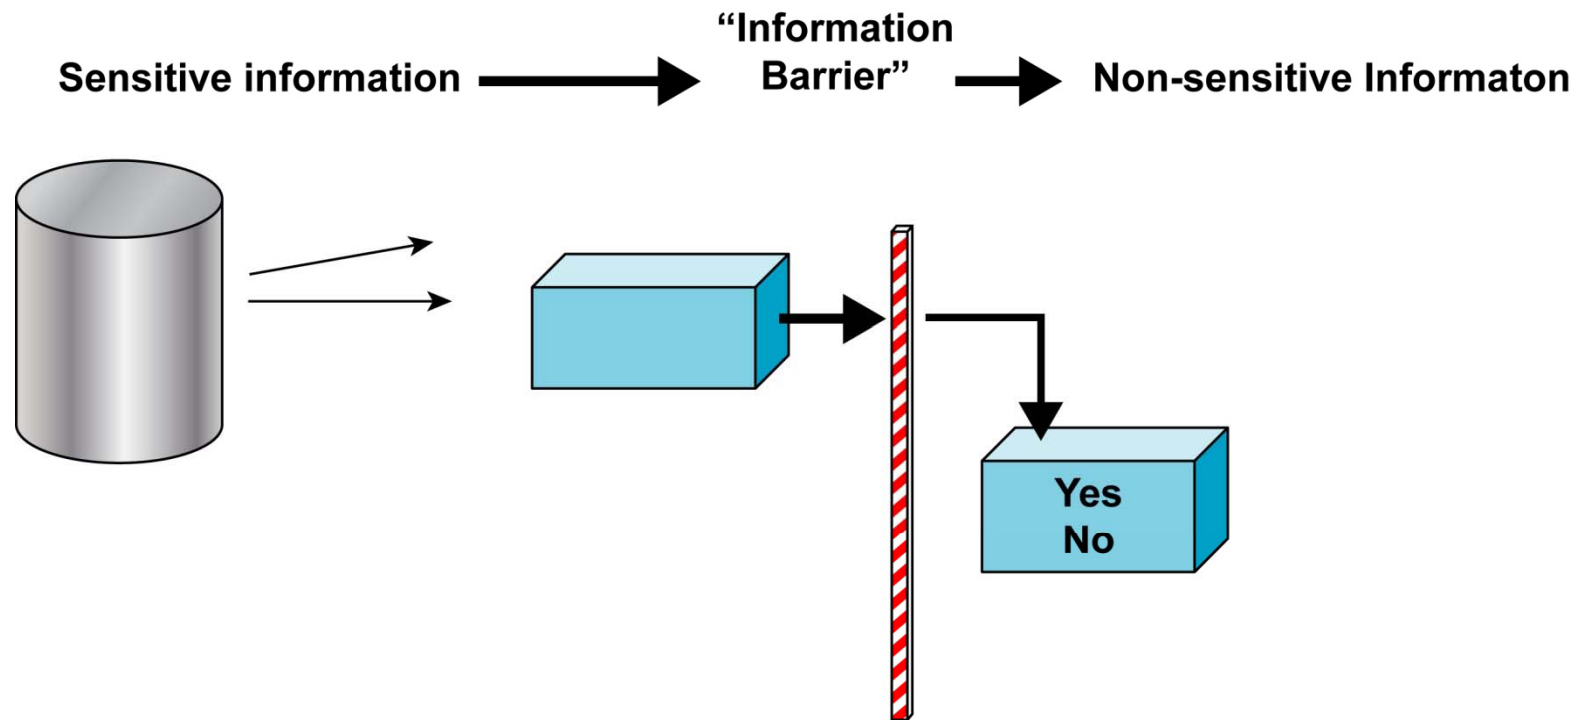 Sensitive information
“Information
Barrier”
Non-sensitive Informaton
Yes
No